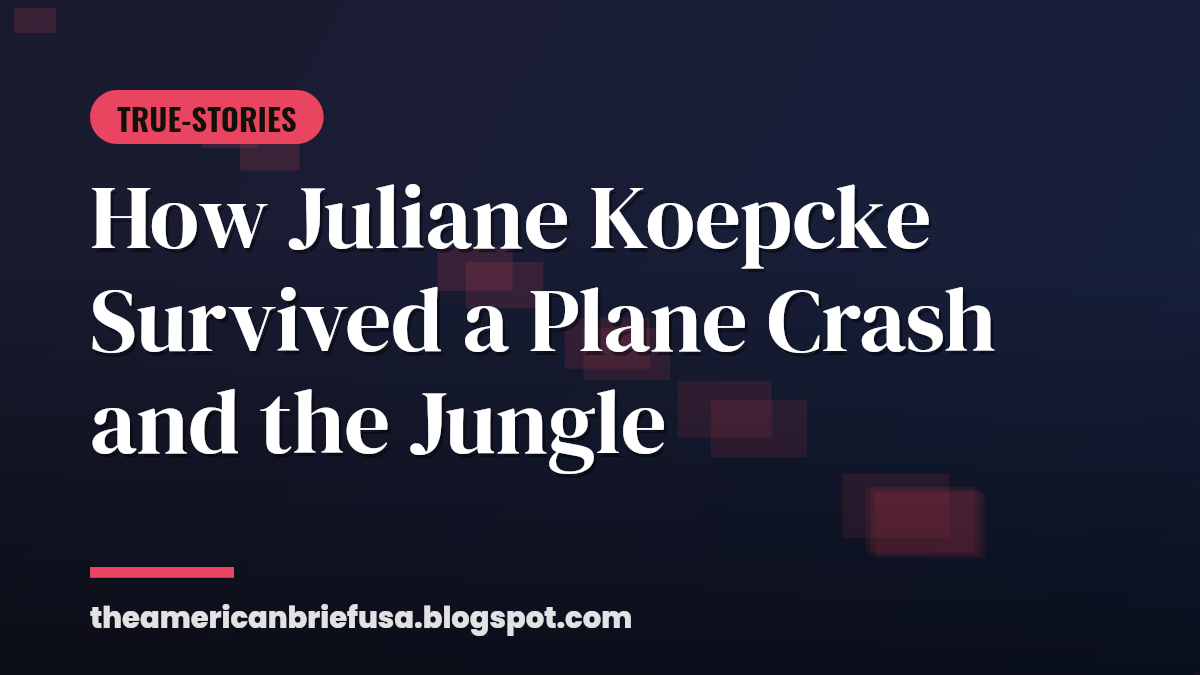 TRUE-STORIES
How Juliane Koepcke
Survived a Plane Crash
and the Jungle
theamericanbriefusa.blogspot.com